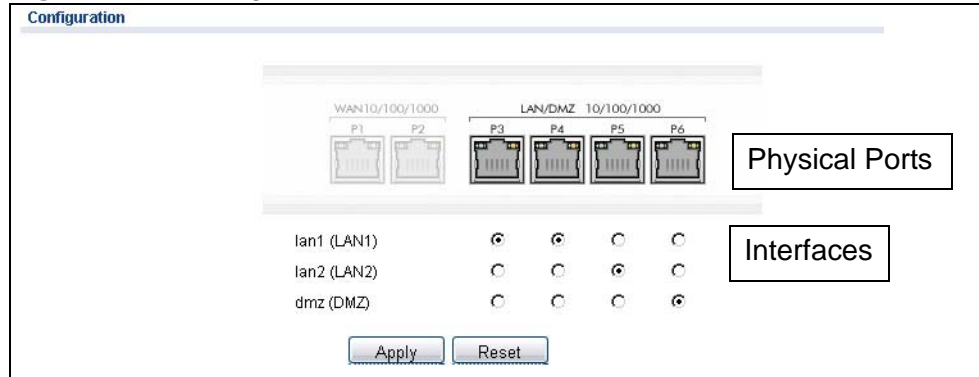 Configuration
WAN10/100/1000 LAN/DMZ 10/100/1000
P1 P2 P3 P4 P5 P6
Physical Ports
lan1 (LAN1)
Interfaces
lan2 (LAN2)
dmz (DMZ)
Apply Reset